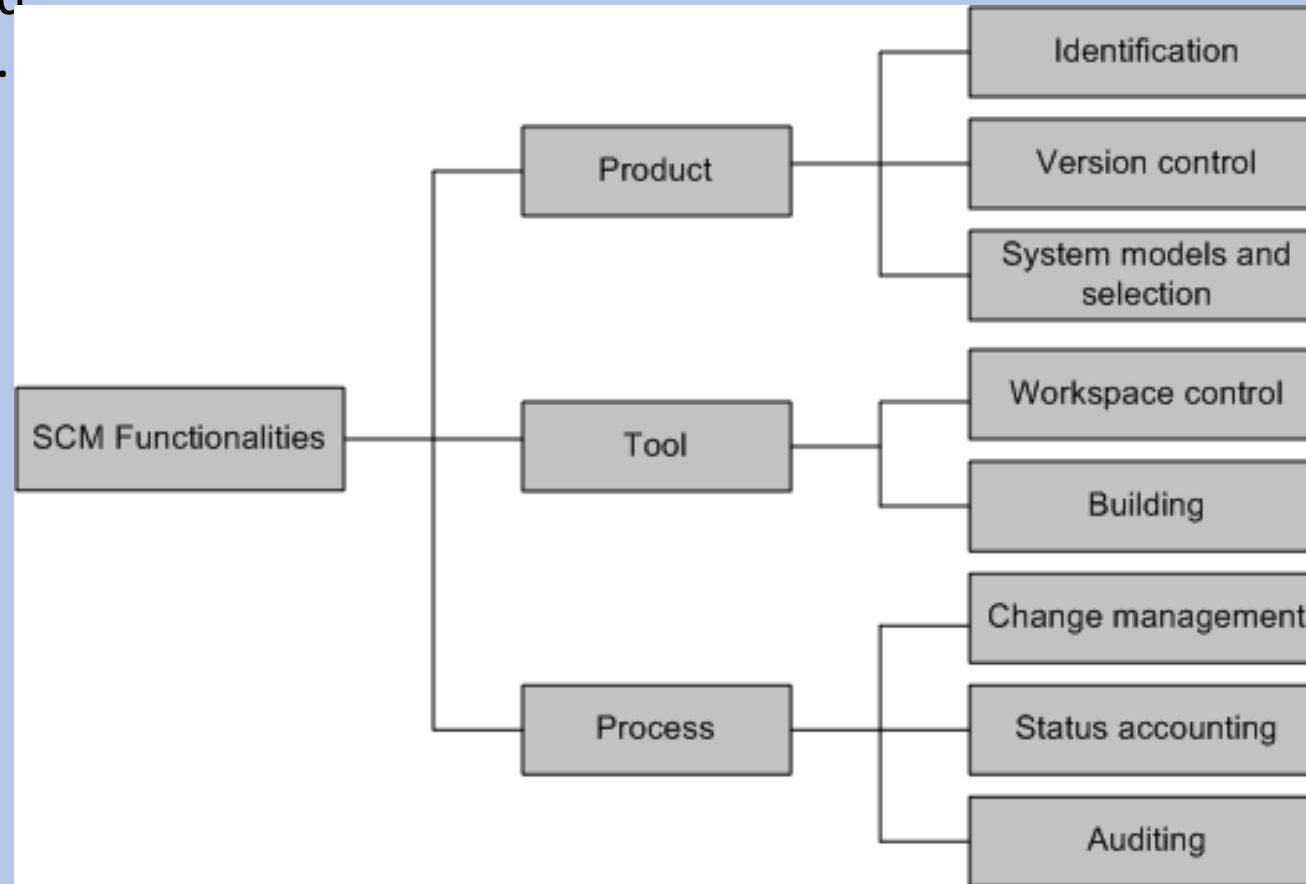 Identification
Product
Version control
System models and
selection
Workspace control
SCM Functionalities
Tool
Building
Change management
Process
Status accounting
Auditing